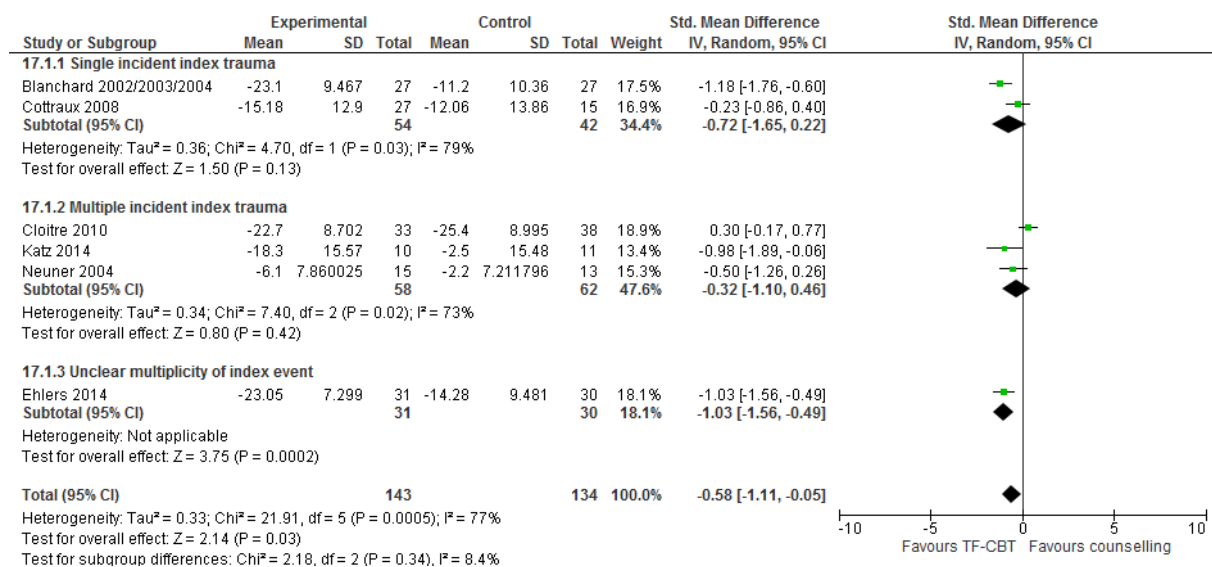 Experimental Control Std. Mean Difference Std. Mean Difference
Study or Subgroup Mean SD Total Mean SD Total Weight IV, Random, 95% CI IV, Random, 95% CI
17.1.1 Single incident index trauma
Blanchard 2002/2003/2004 -23.1 9.467 27 -11.2 10.36 27 17.5% -1.18 [-1.76, -0.60]
Cottraux 2008 -15.18 12.9 27 -12.06 13.86 15 16.9% -0.23 [-0.86, 0.40]
Subtotal (95% CI) 54 42 34.4% -0.72 [-1.65, 0.22]
Heterogeneity: Tau² = 0.36; Chi² = 4.70, df = 1 (P = 0.03); I² = 79%
Test for overall effect: Z = 1.50 (P = 0.13)
17.1.2 Multiple incident index trauma
Cloitre 2010 -22.7 8.702 33 -25.4 8.995 38 18.9% 0.30 [-0.17, 0.77]
Katz 2014 -18.3 15.57 10 -2.5 15.48 11 13.4% -0.98 [-1.89, -0.06]
Neuner 2004 -6.1 7.860025 15 -2.2 7.211796 13 15.3% -0.50 [-1.26, 0.26]
Subtotal (95% CI) 58 62 47.6% -0.32 [-1.10, 0.46]
Heterogeneity: Tau² = 0.34; Chi² = 7.40, df = 2 (P = 0.02); I² = 73%
Test for overall effect: Z = 0.80 (P = 0.42)
17.1.3 Unclear multiplicity of index event
Ehlers 2014 -23.05 7.299 31 -14.28 9.481 30 18.1% -1.03 [-1.56, -0.49]
Subtotal (95% CI) 31 30 18.1% -1.03 [-1.56, -0.49]
Heterogeneity: Not applicable
Test for overall effect: Z = 3.75 (P = 0.0002)
Total (95% CI) 143 134 100.0% -0.58 [-1.11, -0.05]
Heterogeneity: Tau² = 0.33; Chi² = 21.91, df = 5 (P = 0.0005); I² = 77%
Test for overall effect: Z = 2.14 (P = 0.03)
Test for subgroup differences: Chi² = 2.18, df = 2 (P = 0.34), I² = 8.4%
-10 -5 0 5 10
Favours TF-CBT Favours counselling